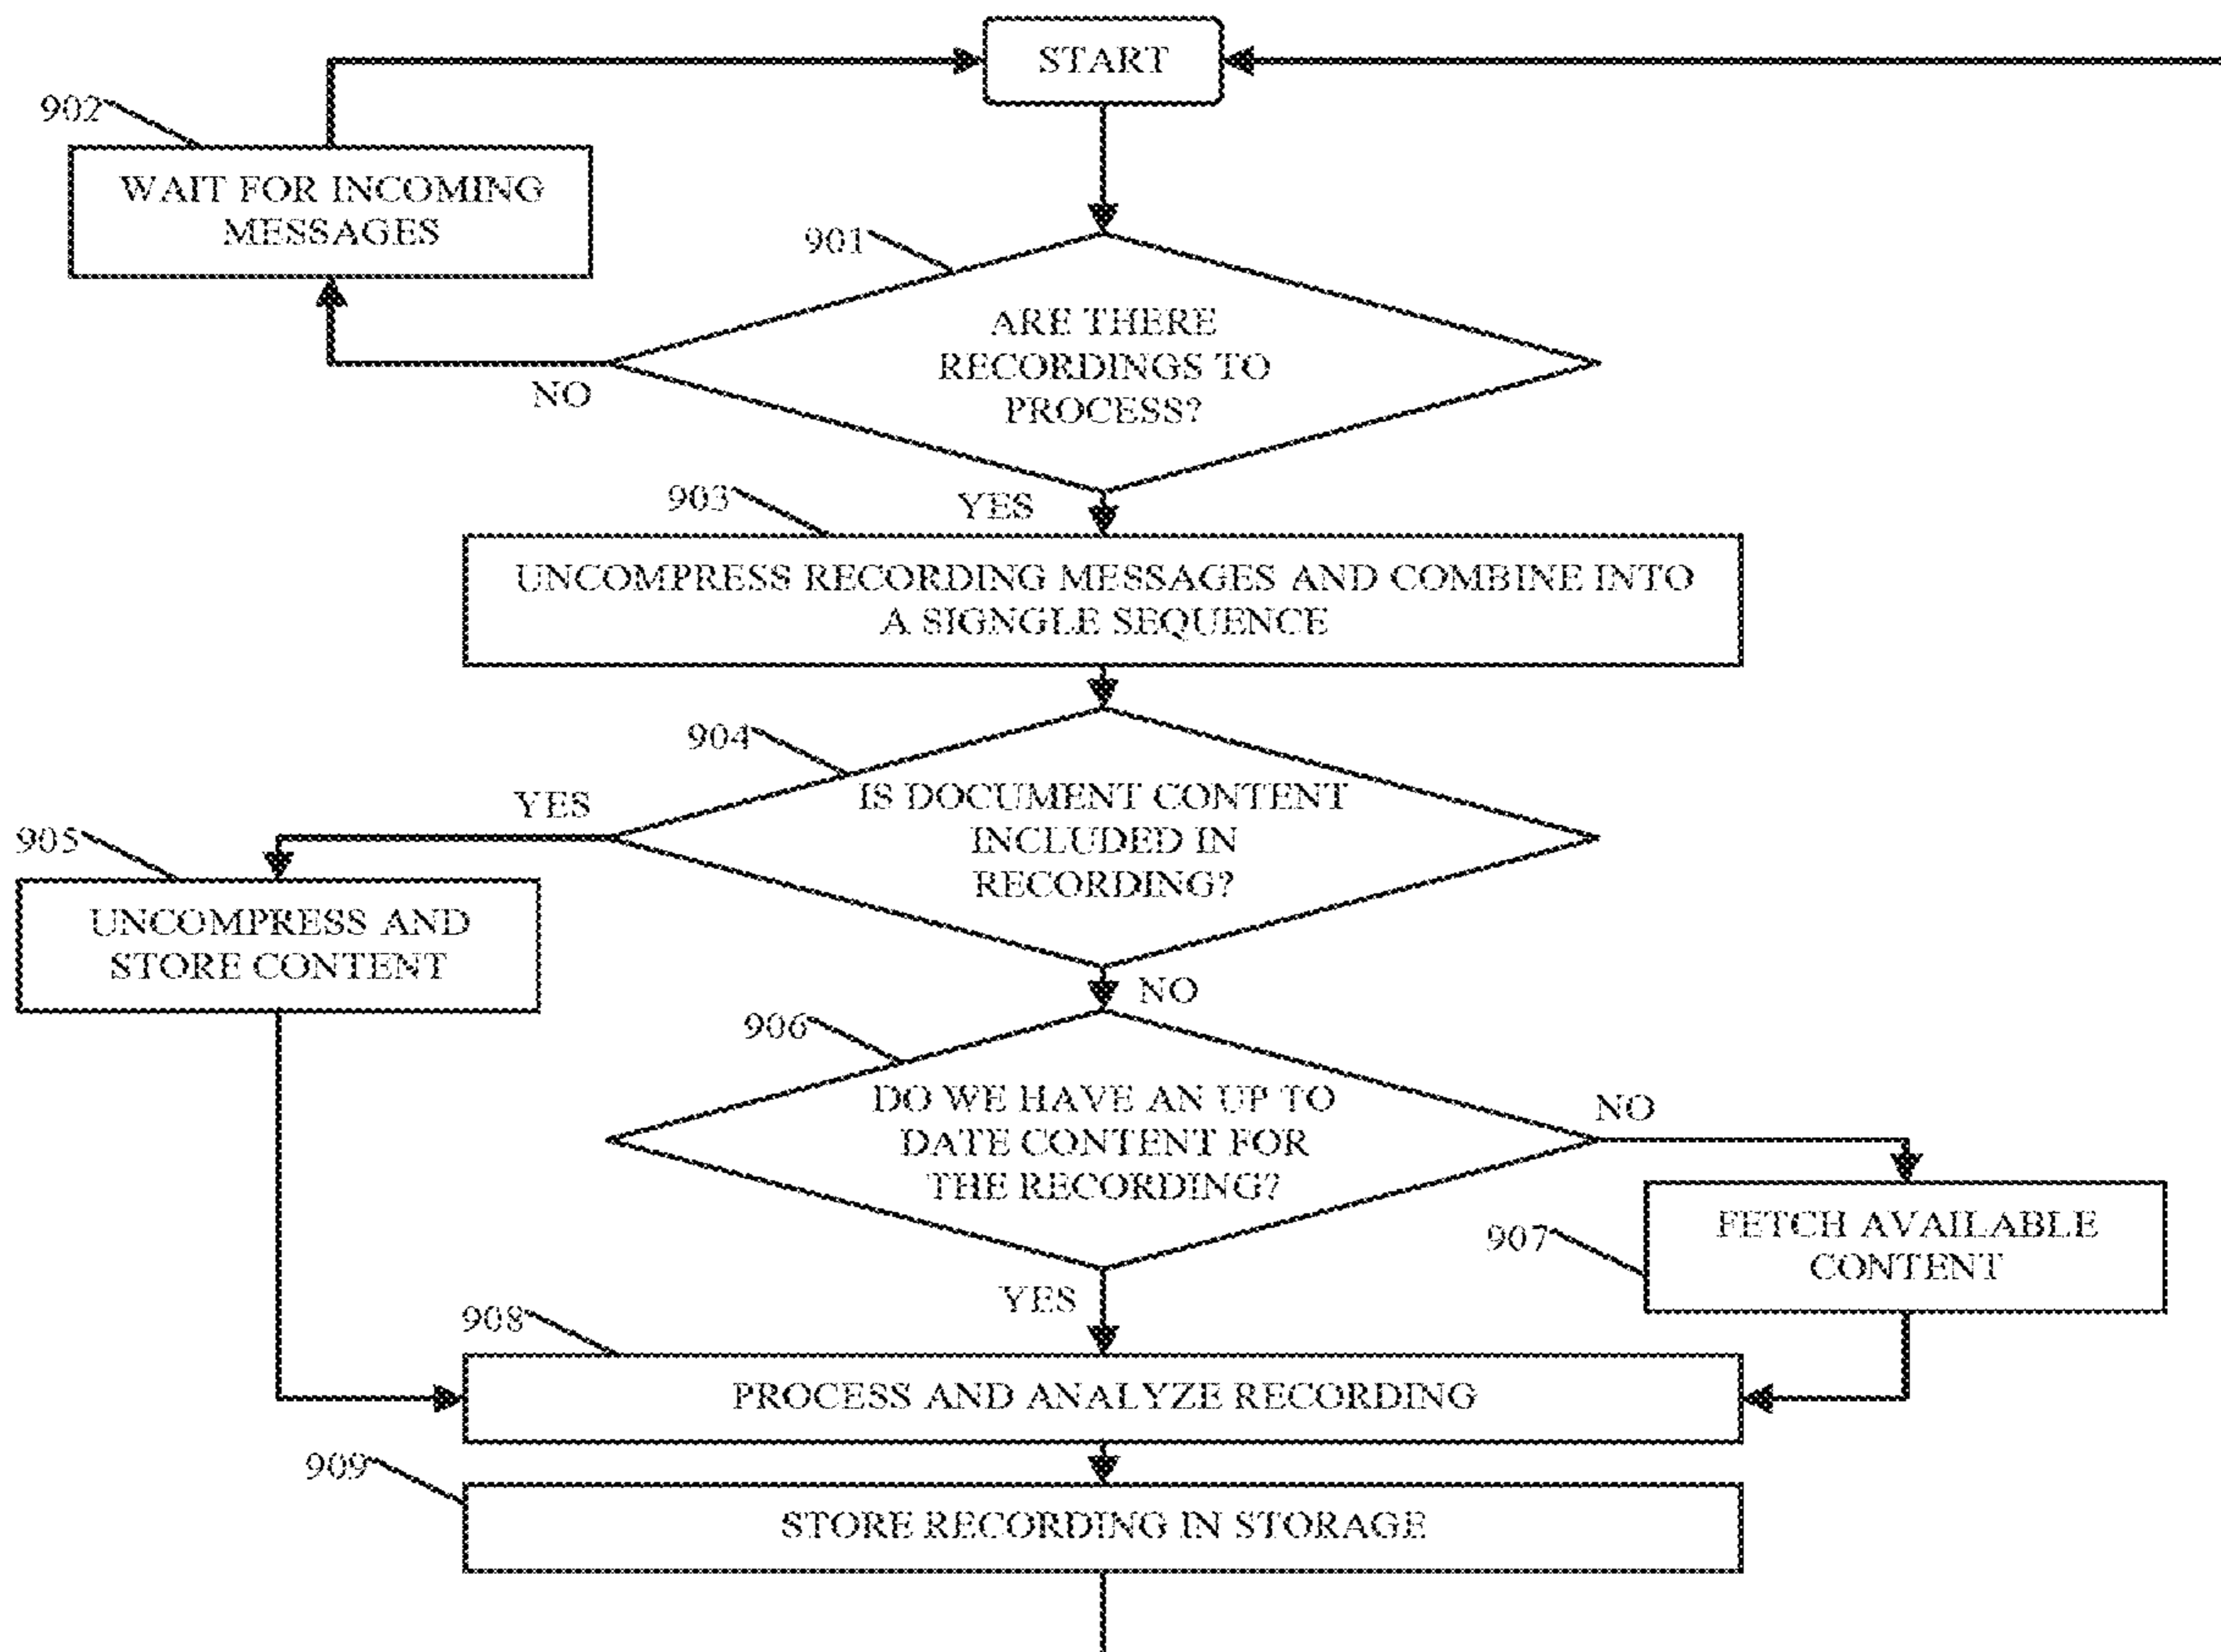 START
902
WAIT FOR INCOMING
MESSAGES
901
ARE THERE
RECORDINGS TO
PROCESS?
NO
903
YES
UNCOMPRESS RECORDING MESSAGES AND COMBINE INTO
A SIGNGLE SEQUENCE
904
IS DOCUMENT CONTENT
INCLUDED IN
RECORDING?
YES
905
UNCOMPRESS AND
STORE CONTENT
NO
906
DO WE HAVE AN UP TO
DATE CONTENT FOR
THE RECORDING?
NO
907
FETCH AVAILABLE
CONTENT
YES
908
PROCESS AND ANALYZE RECORDING
909
STORE RECORDING IN STORAGE